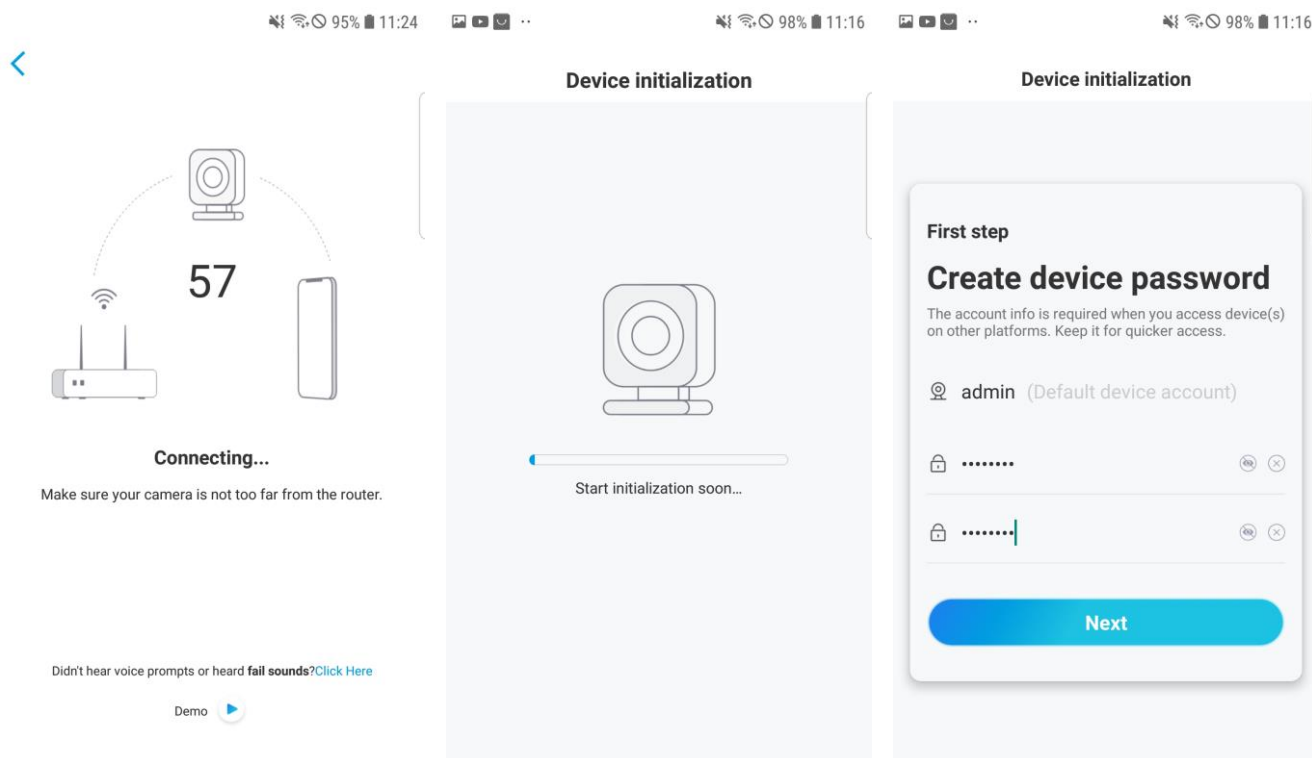 95% 11:24
Connecting...
57
Make sure your camera is not too far from the router.
Didn't hear voice prompts or heard fail sounds?Click Here
Demo
98% 11:16
Device initialization
Start initialization soon...
98% 11:16
Device initialization
First step
Create device password
The account info is required when you access device(s)
on other platforms. Keep it for quicker access.
admin (Default device account)
••••••••
••••••••
Next